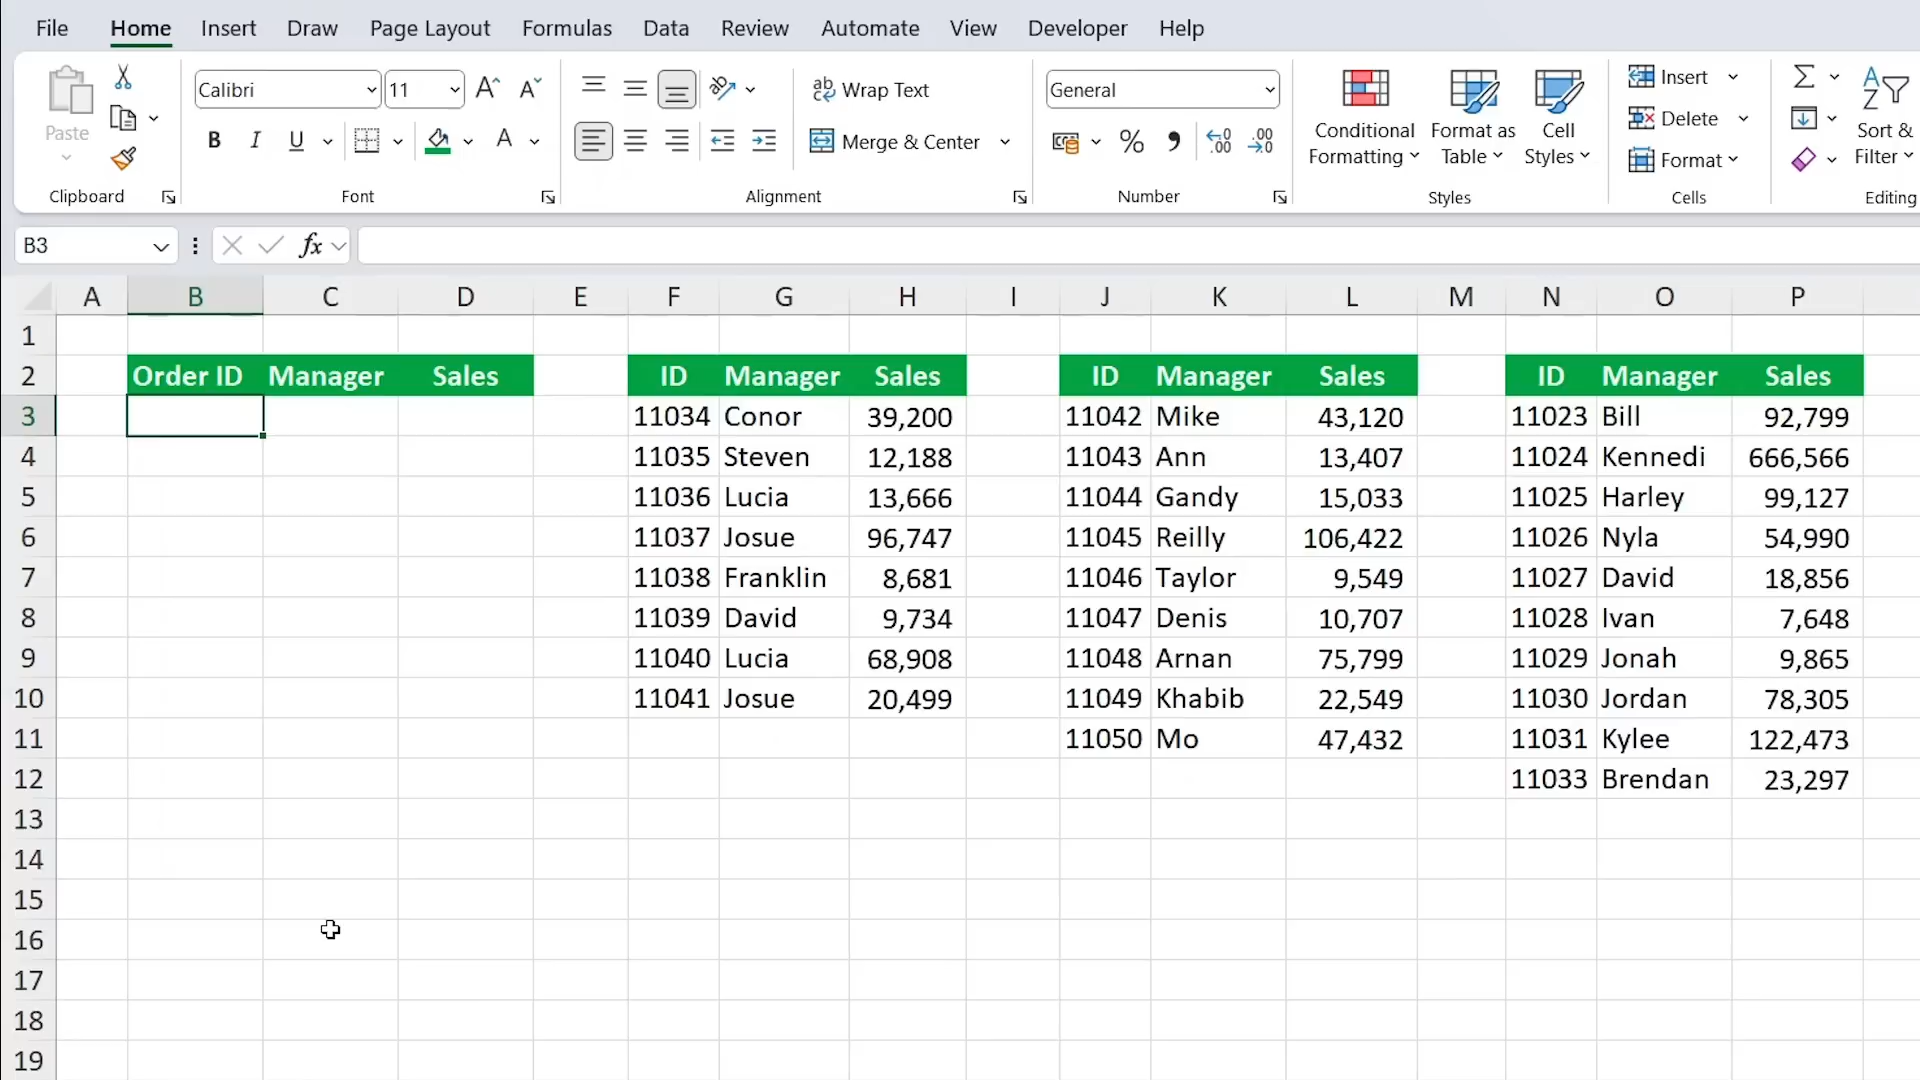 File Home Insert Draw Page Layout Formulas Data Review View Automate Developer Help
Calibri 11 A^ Aˇ ab Wrap Text General Insert
Paste B I U A Merge & Center % 9 .00 .00 Conditional Formatting Format as Table Cell Styles Delete Sort & Filter
Format
Clipboard Font Alignment Number Styles Cells Editing
B3 fx
A B C D E F G H I J K L M N O P
1
2 Order ID Manager Sales ID Manager Sales ID Manager Sales ID Manager Sales
3 11034 Conor 39,200 11042 Mike 43,120 11023 Bill 92,799
4 11035 Steven 12,188 11043 Ann 13,407 11024 Kennedi 666,566
5 11036 Lucia 13,666 11044 Gandy 15,033 11025 Harley 99,127
6 11037 Josue 96,747 11045 Reilly 106,422 11026 Nyla 54,990
7 11038 Franklin 8,681 11046 Taylor 9,549 11027 David 18,856
8 11039 David 9,734 11047 Denis 10,707 11028 Ivan 7,648
9 11040 Lucia 68,908 11048 Arnan 75,799 11029 Jonah 9,865
10 11041 Josue 20,499 11049 Khabib 22,549 11030 Jordan 78,305
11 11050 Mo 47,432 11031 Kylee 122,473
12 11033 Brendan 23,297
13
14
15
16
17
18
19